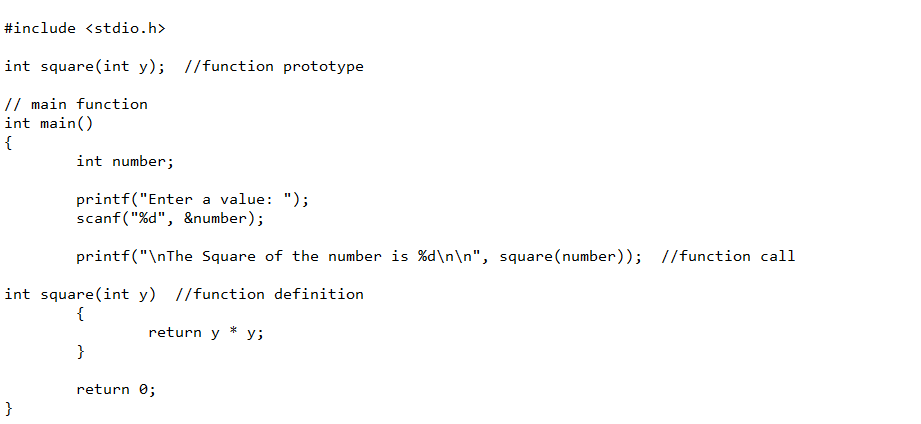 #include <stdio.h>
int square(int y);  //function prototype
// main function
int main()
{
        int number;
        printf("Enter a value: ");
        scanf("%d", &number);
        printf("\nThe Square of the number is %d\n\n", square(number));  //function call
int square(int y)  //function definition
        {
                return y * y;
        }
        return 0;
}